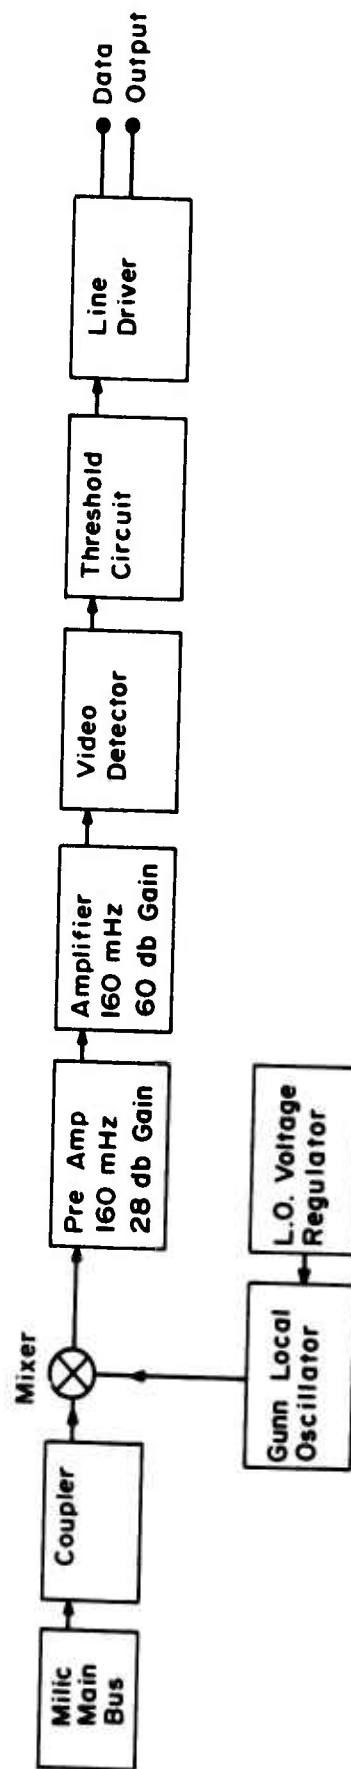 Milic
Main
Bus
Coupler
Mixer
Pre Amp
160 mHz
28 db Gain
Amplifier
160 mHz
60 db Gain
Video
Detector
Threshold
Circuit
Line
Driver
Data
Output
Gunn Local
Oscillator
L.O. Voltage
Regulator